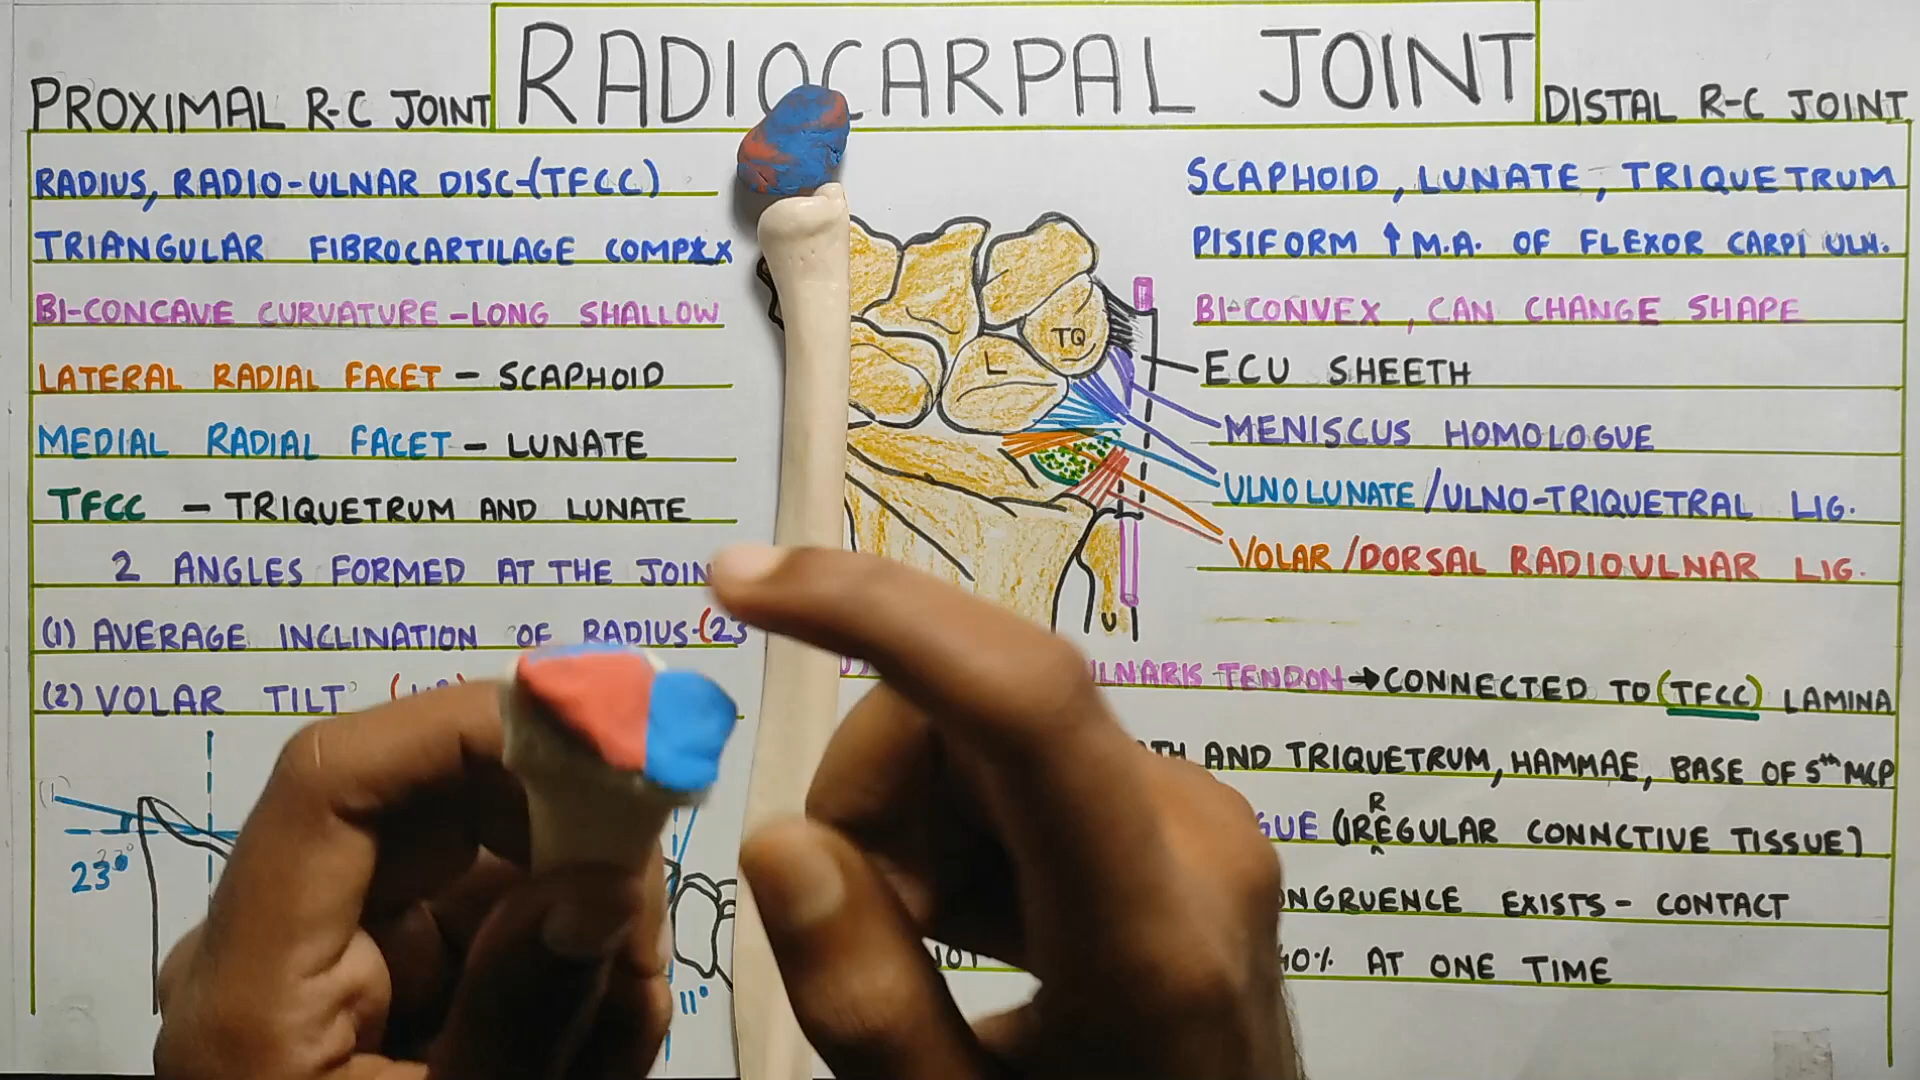 RADIOCARPAL JOINT
PROXIMAL R-C JOINT
RADIUS, RADIO-ULNAR DISC-(TFCC)
TRIANGULAR FIBROCARTILAGE COMPLX
BI-CONCAVE CURVATURE-LONG SHALLOW
LATERAL RADIAL FACET - SCAPHOID
MEDIAL RADIAL FACET - LUNATE
TFCC - TRIQUETRUM AND LUNATE
2 ANGLES FORMED AT THE JOIN
(1) AVERAGE INCLINATION OF RADIUS-(23
(2) VOLAR TILT
23°
11°
L
TQ
U
DISTAL R-C JOINT
SCAPHOID, LUNATE, TRIQUETRUM
PISIFORM ↑ M.A. OF FLEXOR CARPI ULN.
BI-CONVEX, CAN CHANGE SHAPE
ECU SHEETH
MENISCUS HOMOLOGUE
ULNOLUNATE/ULNO-TRIQUETRAL LIG.
VOLAR/DORSAL RADIOULNAR LIG.
ULNARIS TENDON→CONNECTED TO (TFCC) LAMINA
TH AND TRIQUETRUM, HAMMAE, BASE OF 5th MCP
GUE (IRREGULAR CONNCTIVE TISSUE)
ONGRUENCE EXISTS - CONTACT
40% AT ONE TIME